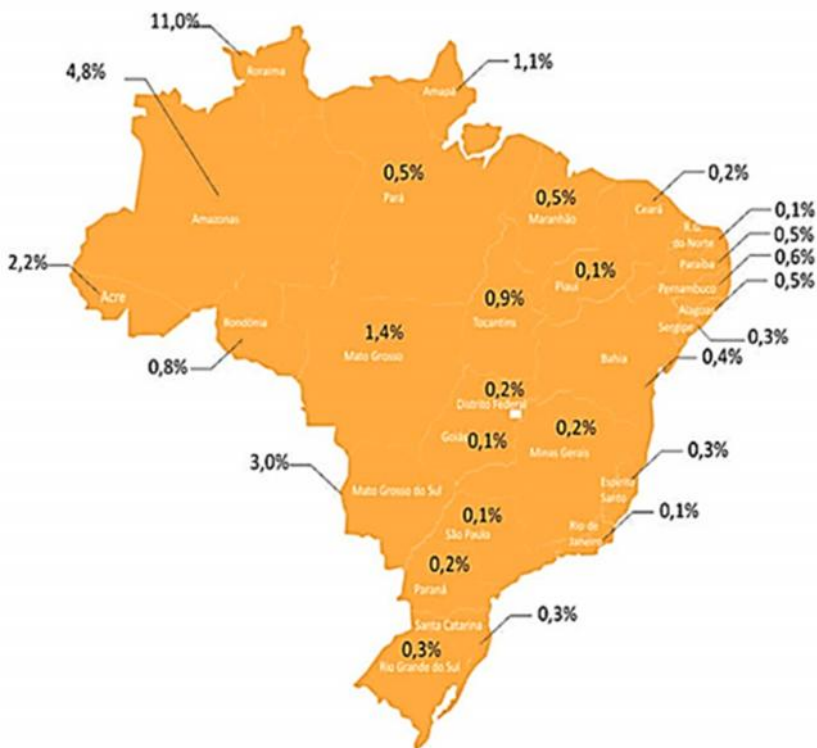 11,0%
Roraima
4,8%
1,1%
Amapá
0,5%
Pará
0,5%
Maranhão
0,2%
Ceará
0,1%
R.G.
do Norte
0,5%
Paraíba
0,6%
Pernambuco
0,5%
Alagoas
0,3%
Sergipe
Amazonas
2,2%
Acre
0,1%
Piauí
0,9%
Tocantins
Rondônia
0,8%
1,4%
Mato Grosso
Bahia
0,4%
0,2%
Distrito Federal
Goiás
0,1%
0,2%
Minas Gerais
0,3%
Espírito
Santo
3,0%
Mato Grosso do Sul
0,1%
São Paulo
Rio de
Janeiro
0,1%
0,2%
Paraná
Santa Catarina
0,3%
0,3%
Rio Grande do Sul